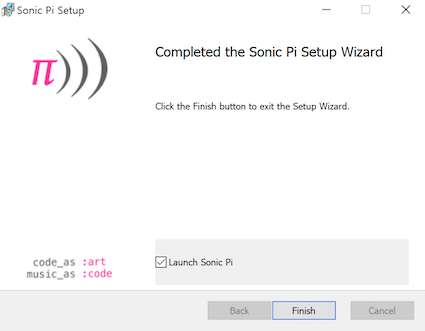 Sonic Pi Setup
π)))
Completed the Sonic Pi Setup Wizard
Click the Finish button to exit the Setup Wizard.
code_as :art
music_as :code
Launch Sonic Pi
Back
Finish
Cancel